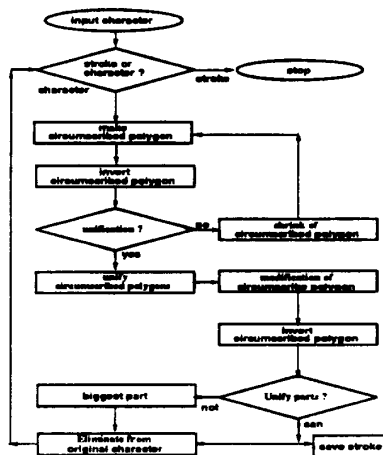 input character
stroke or
character ?
stroke
stop
character
make
circumscribed polygon
invert
circumscribed polygon
unification ?
no
shrink of
circumscribed polygon
yes
unify
circumscribed polygons
modification of
circumscribe polygon
invert
circumscribed polygon
biggest part
not
Unify parts ?
can
Eliminate from
original character
save stroke